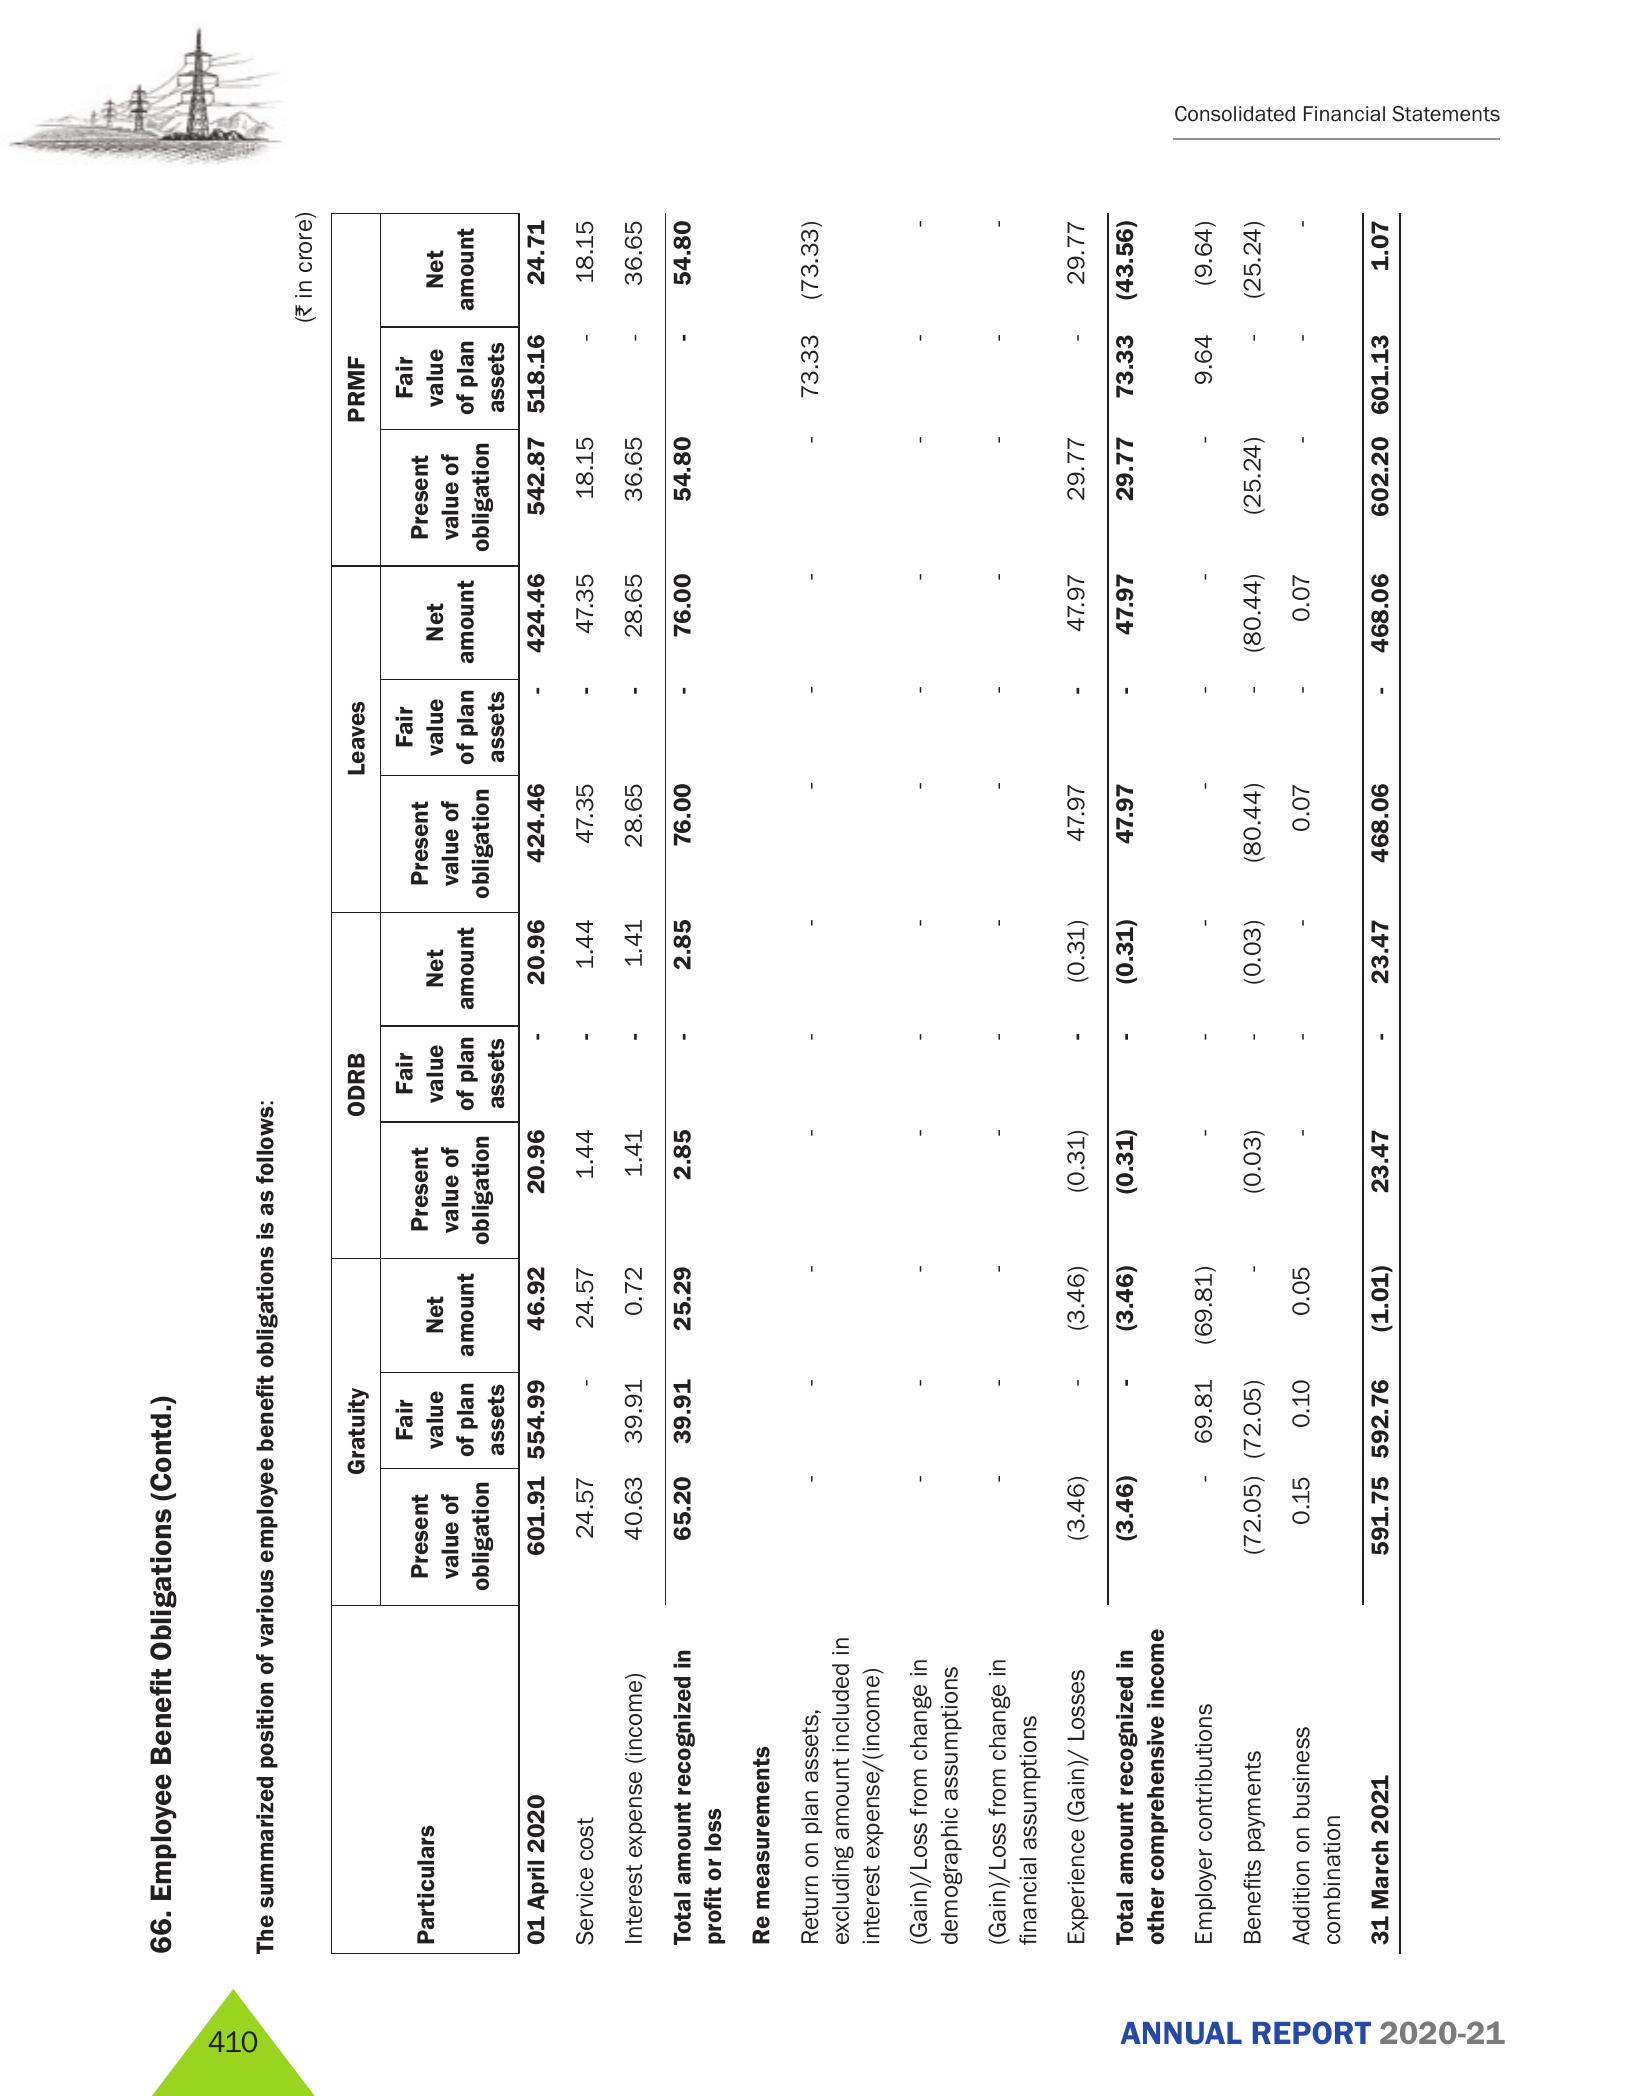 Consolidated Financial Statements
66. Employee Benefit Obligations (Contd.)
The summarized position of various employee benefit obligations is as follows:
(₹ in crore)
Particulars Gratuity ODRB Leaves PRMF
Present value of obligation Fair value of plan assets Net amount Present value of obligation Fair value of plan assets Net amount Present value of obligation Fair value of plan assets Net amount Present value of obligation Fair value of plan assets Net amount
01 April 2020 601.91 554.99 46.92 20.96 - 20.96 424.46 - 424.46 542.87 518.16 24.71
Service cost 24.57 - 24.57 1.44 - 1.44 47.35 - 47.35 18.15 - 18.15
Interest expense (income) 40.63 39.91 0.72 1.41 - 1.41 28.65 - 28.65 36.65 - 36.65
Total amount recognized in 65.20 39.91 25.29 2.85 - 2.85 76.00 - 76.00 54.80 - 54.80
profit or loss
Re measurements
Return on plan assets, - - - - - - - - - - 73.33 (73.33)
excluding amount included in
interest expense/(income)
(Gain)/Loss from change in - - - - - - - - - - - -
demographic assumptions
(Gain)/Loss from change in - - - - - - - - - - - -
financial assumptions
Experience (Gain)/ Losses (3.46) - (3.46) (0.31) - (0.31) 47.97 - 47.97 29.77 - 29.77
Total amount recognized in (3.46) - (3.46) (0.31) - (0.31) 47.97 - 47.97 29.77 73.33 (43.56)
other comprehensive income
Employer contributions - 69.81 (69.81) - - - - - - - 9.64 (9.64)
Benefits payments (72.05) (72.05) - (0.03) - (0.03) (80.44) - (80.44) (25.24) - (25.24)
Addition on business 0.15 0.10 0.05 - - - 0.07 - 0.07 - - -
combination
31 March 2021 591.75 592.76 (1.01) 23.47 - 23.47 468.06 - 468.06 602.20 601.13 1.07
410
ANNUAL REPORT 2020-21